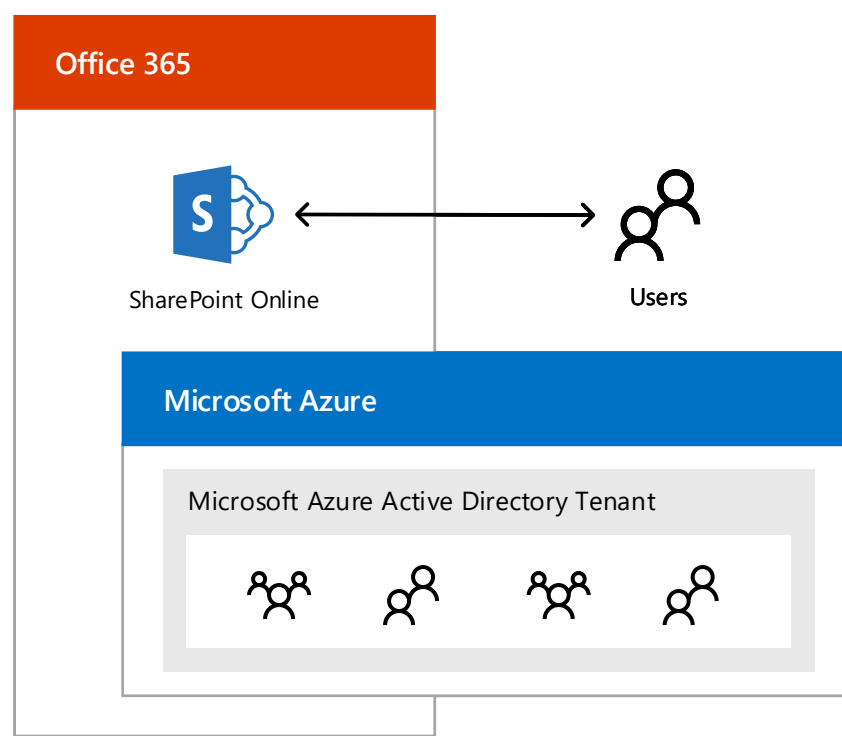 Office 365
S
SharePoint Online
Users
Microsoft Azure
Microsoft Azure Active Directory Tenant